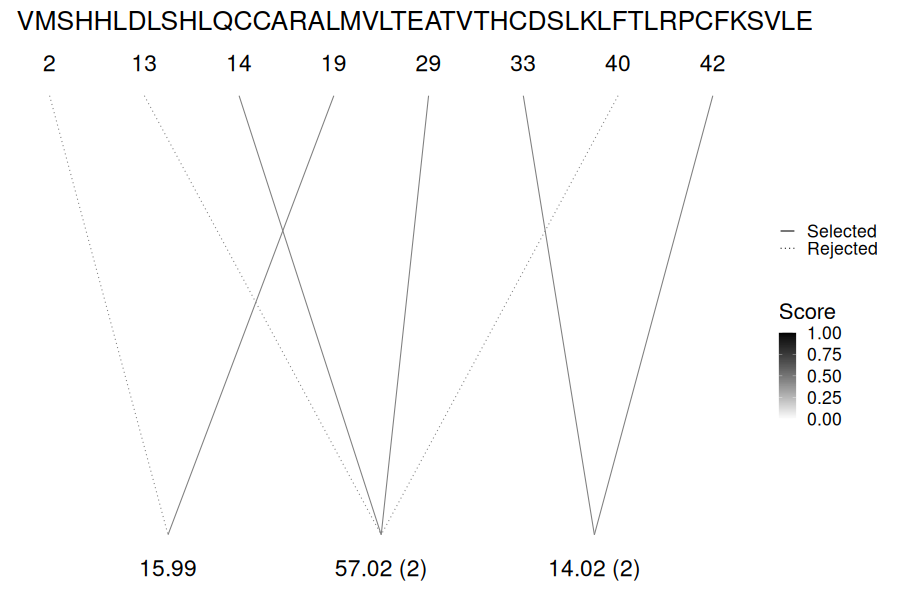 VMSHHLDLSHLQCCARALMVLTEATVTHCDSLKLFTLRPCFKSVLE
2 13 14 19 29 33 40 42
Selected
Rejected
Score
1.00
0.75
0.50
0.25
0.00
15.99 57.02 (2) 14.02 (2)